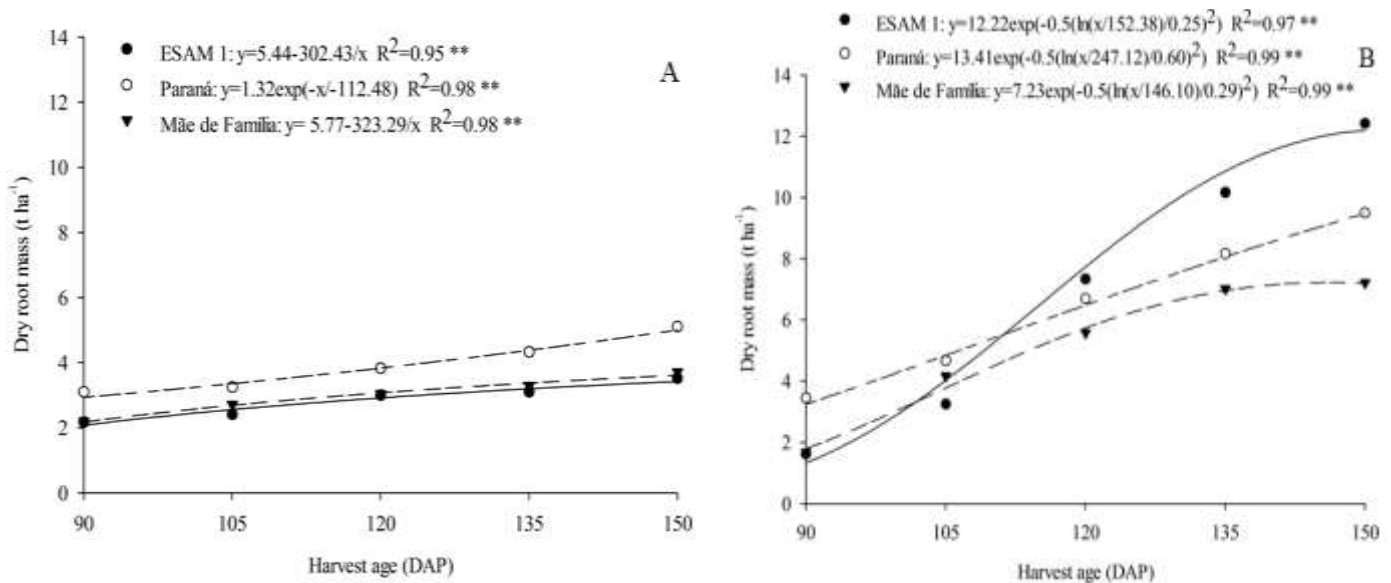 ESAM 1: y=5.44-302.43/x R²=0.95 **
Paraná: y=1.32exp(-x/-112.48) R²=0.98 **
Mãe de Família: y= 5.77-323.29/x R²=0.98 **
A
14
12
10
8
6
4
2
0
Dry root mass (t ha⁻¹)
90 105 120 135 150
Harvest age (DAP)
ESAM 1: y=12.22exp(-0.5(ln(x/152.38)/0.25)²) R²=0.97 **
Paraná: y=13.41exp(-0.5(ln(x/247.12)/0.60)²) R²=0.99 **
Mãe de Família: y=7.23exp(-0.5(ln(x/146.10)/0.29)²) R²=0.99 **
B
14
12
10
8
6
4
2
0
Dry root mass (t ha⁻¹)
90 105 120 135 150
Harvest age (DAP)